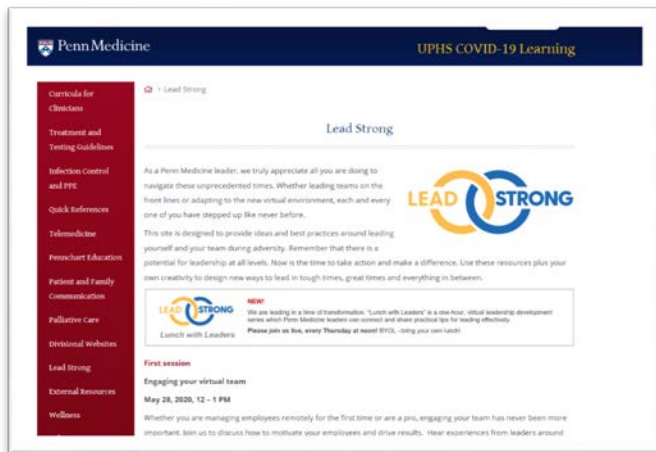 Penn Medicine
UPHS COVID-19 Learning
Curricula for
Clinicians
Treatment and
Testing Guidelines
Infection Control
and PPE
Quick References
Telemedicine
Pennchart Education
Patient and Family
Communication
Palliative Care
Divisional Websites
Lead Strong
External Resources
Wellness
> Lead Strong
Lead Strong
As a Penn Medicine leader, we truly appreciate all you are doing to
navigate these unprecedented times. Whether leading teams on the
front lines or adapting to the new virtual environment, each and every
one of you have stepped up like never before.
LEAD STRONG
This site is designed to provide ideas and best practices around leading
yourself and your team during adversity. Remember that there is a
potential for leadership at all levels. Now is the time to take action and make a difference. Use these resources plus your
own creativity to design new ways to lead in tough times, great times and everything in between.
LEAD STRONG
Lunch with Leaders
NEW!
We are leading in a time of transformation. "Lunch with Leaders" is a one-hour, virtual leadership development
series which Penn Medicine leaders can connect and share practical tips for leading effectively.
Please join us live, every Thursday at noon! BYOL - bring your own lunch!
First session
Engaging your virtual team
May 28, 2020, 12 – 1 PM
Whether you are managing employees remotely for the first time or are a pro, engaging your team has never been more
important. Join us to discuss how to motivate your employees and drive results. Hear experiences from leaders around